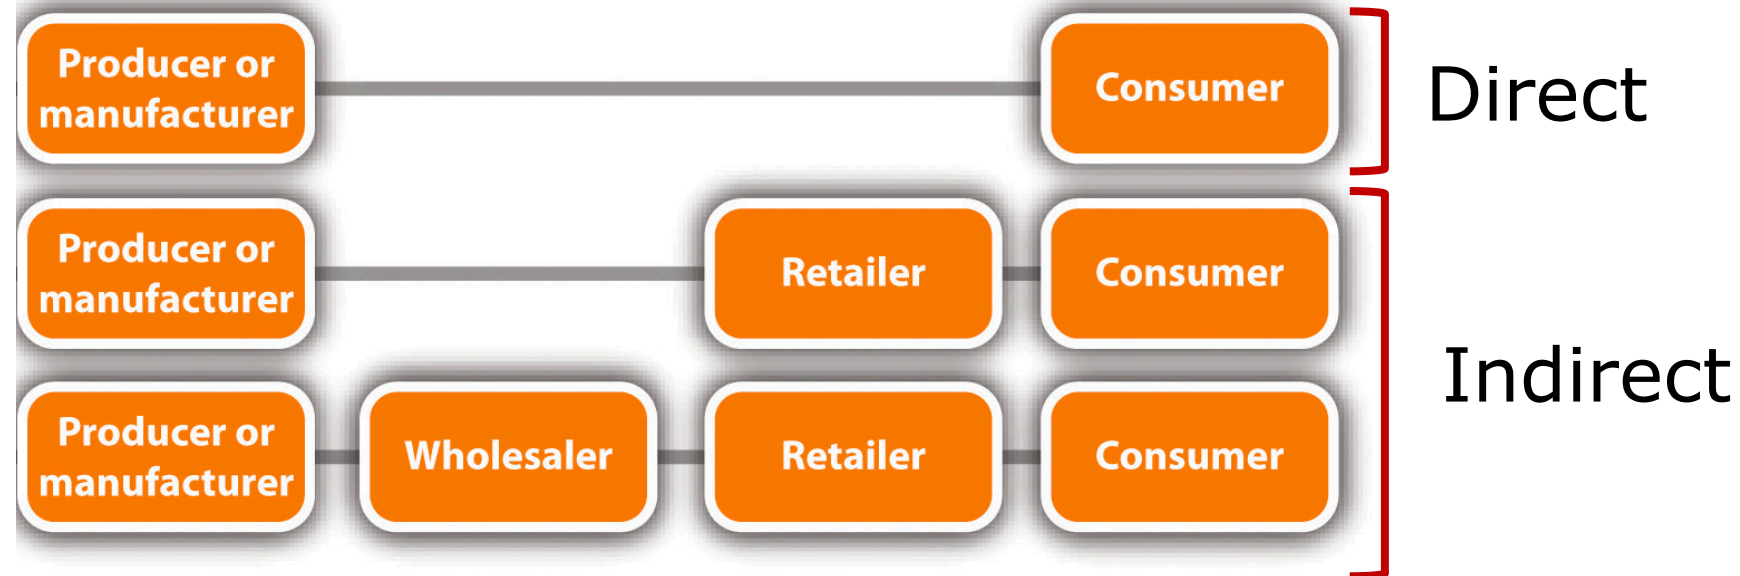 Producer or
manufacturer
Consumer
Direct
Producer or
manufacturer
Retailer
Consumer
Indirect
Producer or
manufacturer
Wholesaler
Retailer
Consumer